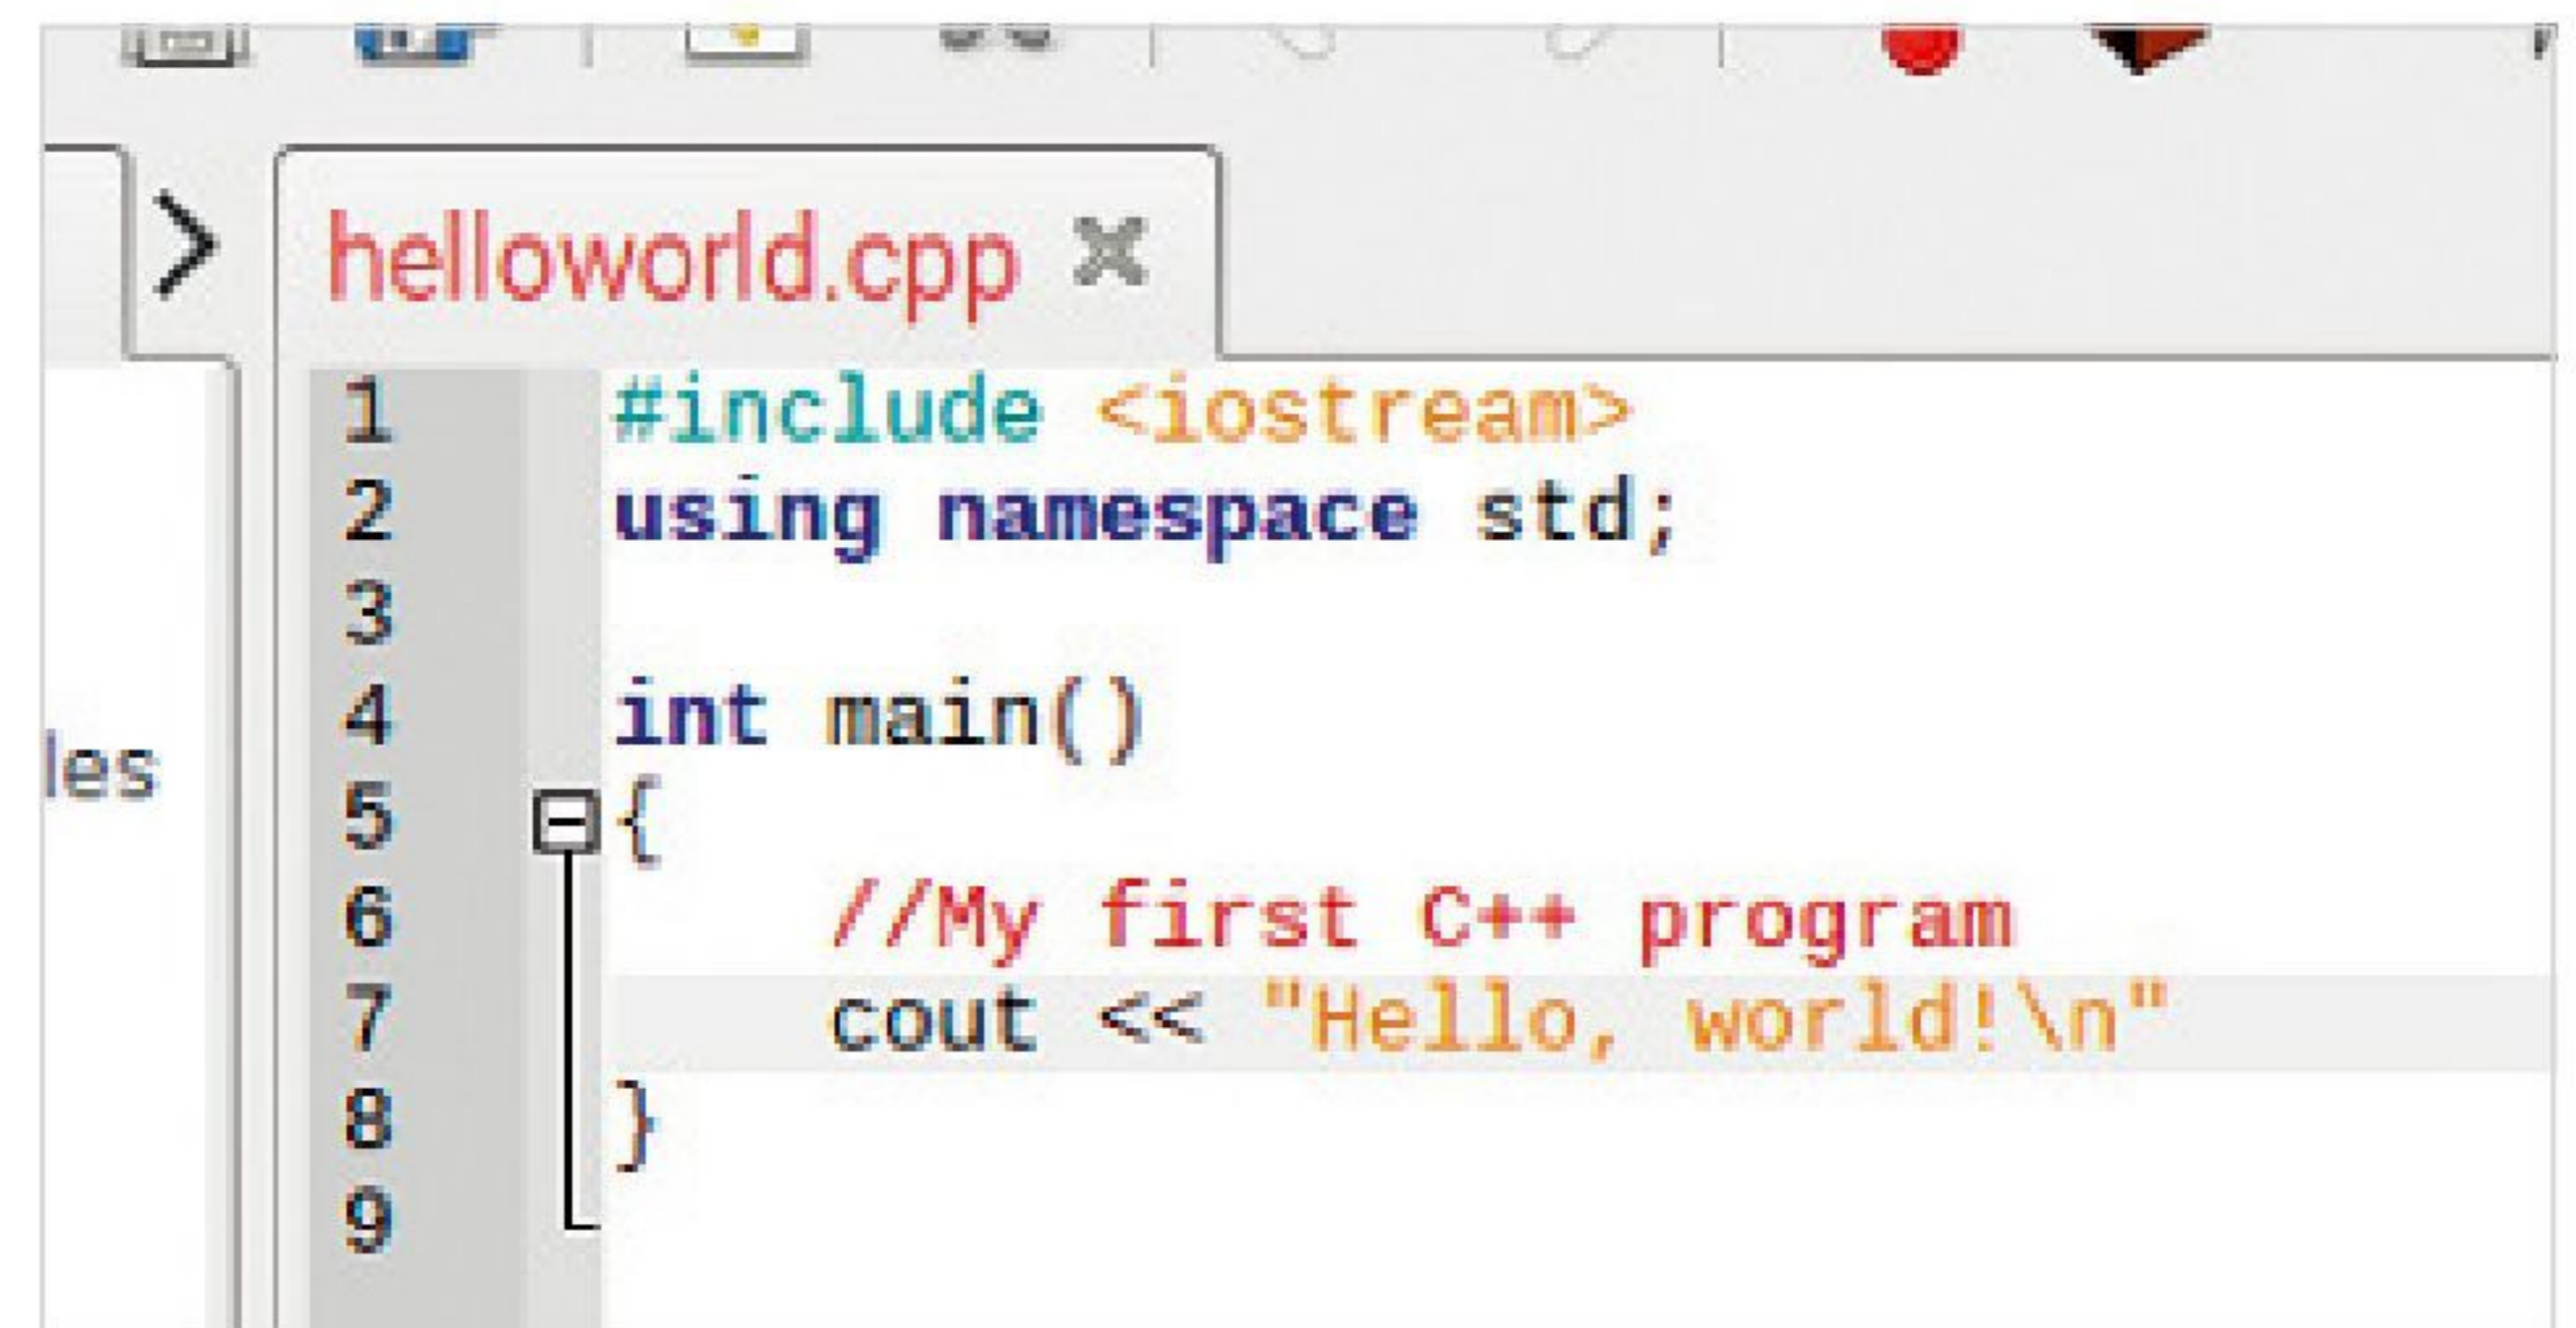 helloworld.cpp
1 #include <iostream>
2 using namespace std;
3
4 int main()
5 {
les
6 //My first C++ program
7 cout << "Hello, world!\n"
8 }
9